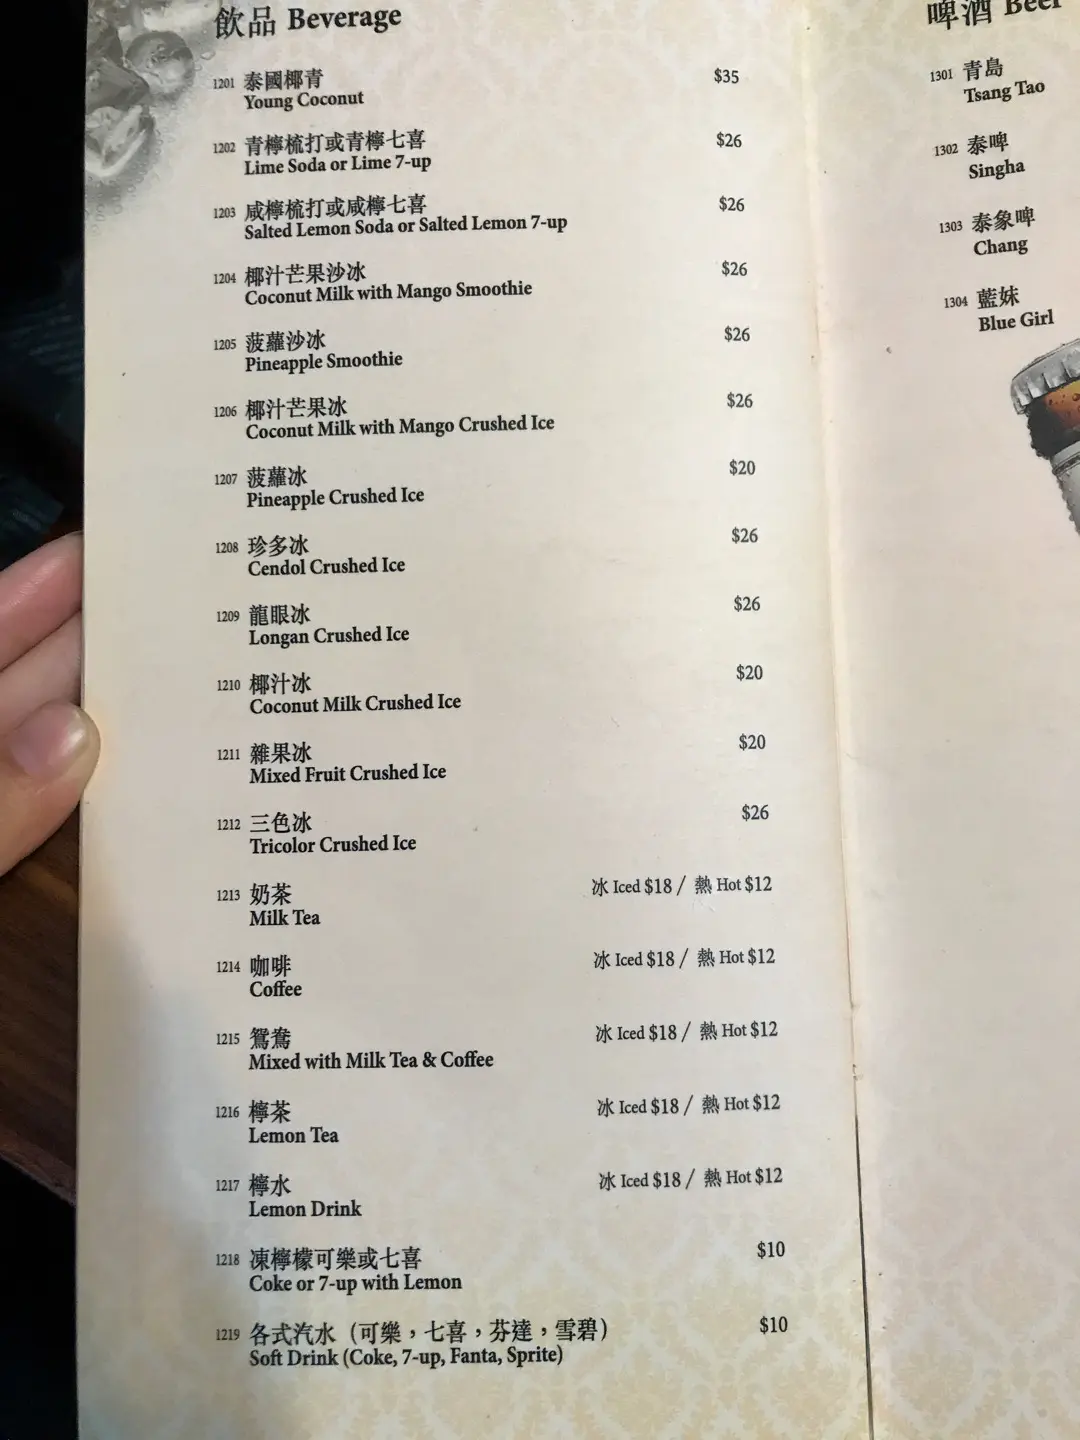 飲品 Beverage
1201 泰國椰青 $35
Young Coconut
1202 青檸梳打或青檸七喜 $26
Lime Soda or Lime 7-up
1203 咸檸梳打或咸檸七喜 $26
Salted Lemon Soda or Salted Lemon 7-up
1204 椰汁芒果沙冰 $26
Coconut Milk with Mango Smoothie
1205 菠蘿沙冰 $26
Pineapple Smoothie
1206 椰汁芒果冰 $26
Coconut Milk with Mango Crushed Ice
1207 菠蘿冰 $20
Pineapple Crushed Ice
1208 珍多冰 $26
Cendol Crushed Ice
1209 龍眼冰 $26
Longan Crushed Ice
1210 椰汁冰 $20
Coconut Milk Crushed Ice
1211 雜果冰 $20
Mixed Fruit Crushed Ice
1212 三色冰 $26
Tricolor Crushed Ice
1213 奶茶 冰 Iced $18 / 熱 Hot $12
Milk Tea
1214 咖啡 冰 Iced $18 / 熱 Hot $12
Coffee
1215 鴛鴦 冰 Iced $18 / 熱 Hot $12
Mixed with Milk Tea & Coffee
1216 檸茶 冰 Iced $18 / 熱 Hot $12
Lemon Tea
1217 檸水 冰 Iced $18 / 熱 Hot $12
Lemon Drink
1218 凍檸檬可樂或七喜 $10
Coke or 7-up with Lemon
1219 各式汽水（可樂，七喜，芬達，雪碧） $10
Soft Drink (Coke, 7-up, Fanta, Sprite)
啤酒 Beer
1301 青島
Tsang Tao
1302 泰啤
Singha
1303 泰象啤
Chang
1304 藍妹
Blue Girl